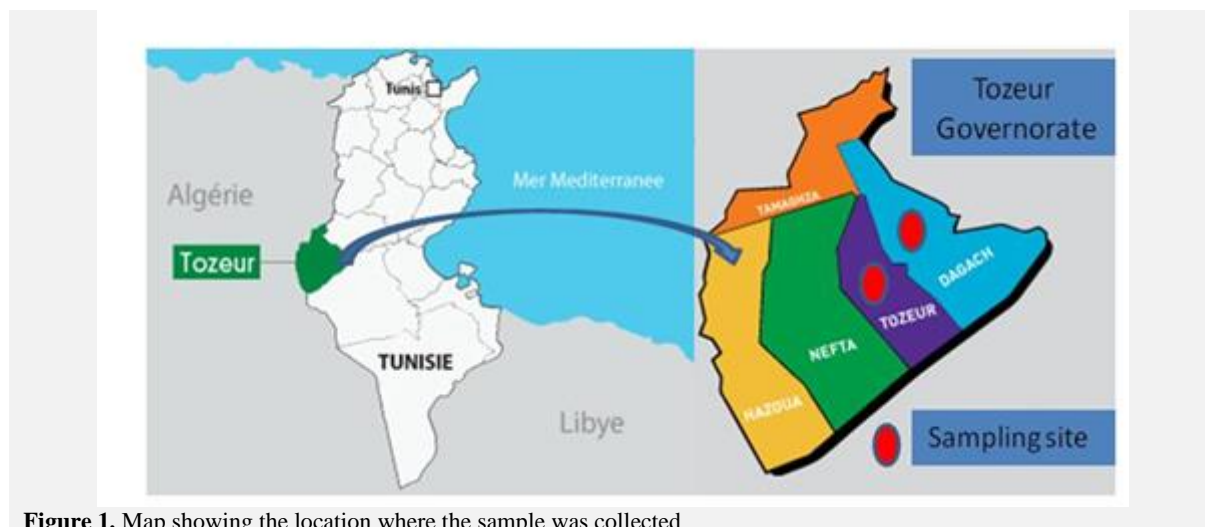 Tunis
Algérie
Mer Mediterranee
Tozeur
TUNISIE
Libye
Tozeur
Governorate
TAMAGHZA
DAGACH
TOZEUR
NEFTA
HAZOUA
Sampling site
Figure 1. Map showing the location where the sample was collected